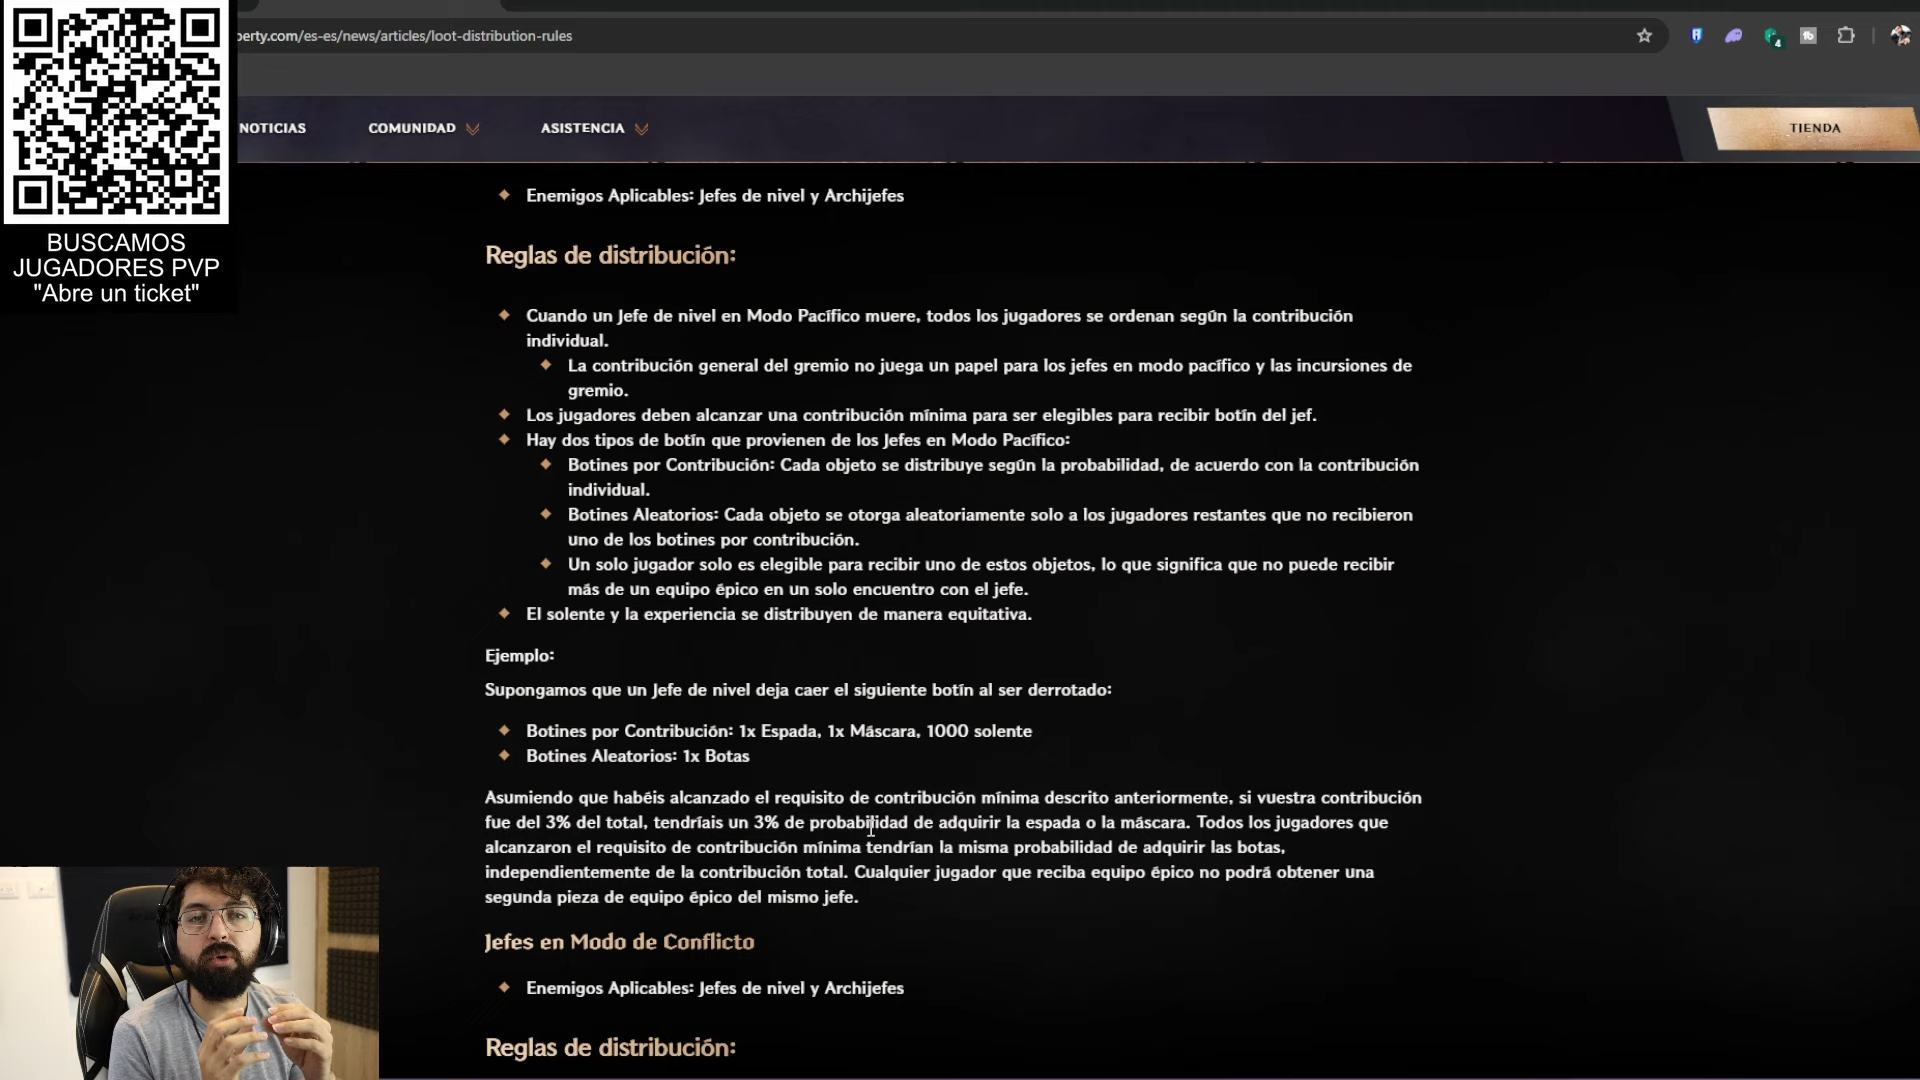 perty.com/es-es/news/articles/loot-distribution-rules
4
NOTICIAS
COMUNIDAD
ASISTENCIA
TIENDA
BUSCAMOS
JUGADORES PVP
"Abre un ticket"
Enemigos Aplicables: Jefes de nivel y Archijefes
Reglas de distribución:
Cuando un Jefe de nivel en Modo Pacífico muere, todos los jugadores se ordenan según la contribución
individual.
La contribución general del gremio no juega un papel para los jefes en modo pacífico y las incursiones de
gremio.
Los jugadores deben alcanzar una contribución mínima para ser elegibles para recibir botín del jef.
Hay dos tipos de botín que provienen de los Jefes en Modo Pacífico:
Botines por Contribución: Cada objeto se distribuye según la probabilidad, de acuerdo con la contribución
individual.
Botines Aleatorios: Cada objeto se otorga aleatoriamente solo a los jugadores restantes que no recibieron
uno de los botines por contribución.
Un solo jugador solo es elegible para recibir uno de estos objetos, lo que significa que no puede recibir
más de un equipo épico en un solo encuentro con el jefe.
El solente y la experiencia se distribuyen de manera equitativa.
Ejemplo:
Supongamos que un Jefe de nivel deja caer el siguiente botín al ser derrotado:
Botines por Contribución: 1x Espada, 1x Máscara, 1000 solente
Botines Aleatorios: 1x Botas
Asumiendo que habéis alcanzado el requisito de contribución mínima descrito anteriormente, si vuestra contribución
fue del 3% del total, tendríais un 3% de probabilidad de adquirir la espada o la máscara. Todos los jugadores que
alcanzaron el requisito de contribución mínima tendrían la misma probabilidad de adquirir las botas,
independientemente de la contribución total. Cualquier jugador que reciba equipo épico no podrá obtener una
segunda pieza de equipo épico del mismo jefe.
Jefes en Modo de Conflicto
Enemigos Aplicables: Jefes de nivel y Archijefes
Reglas de distribución: